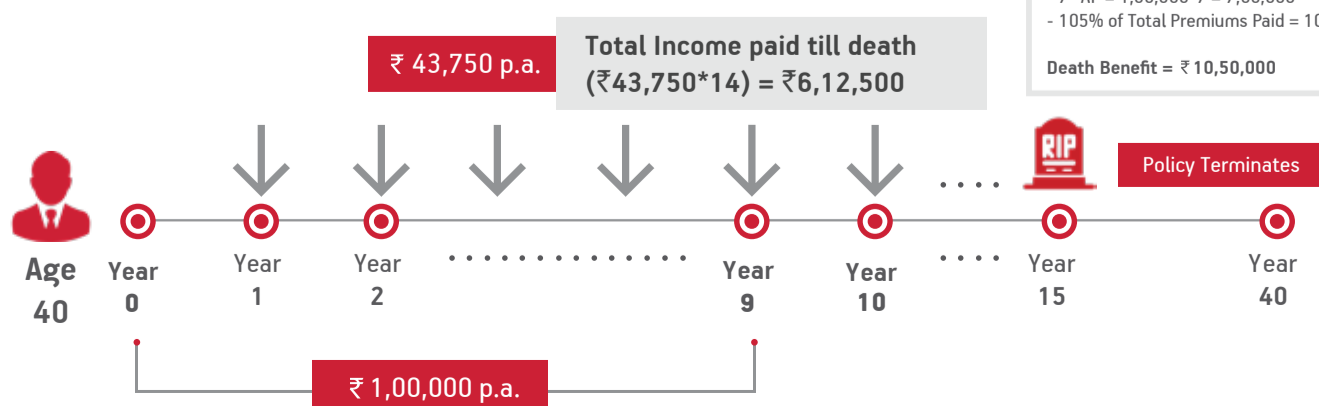 - 105% of Total Premiums Paid = 10
Death Benefit = ₹ 10,50,000
₹ 43,750 p.a.
Total Income paid till death
(₹43,750*14) = ₹6,12,500
RIP
Policy Terminates
Age
40
Year
0
Year
1
Year
2
Year
9
Year
10
Year
15
Year
40
₹ 1,00,000 p.a.